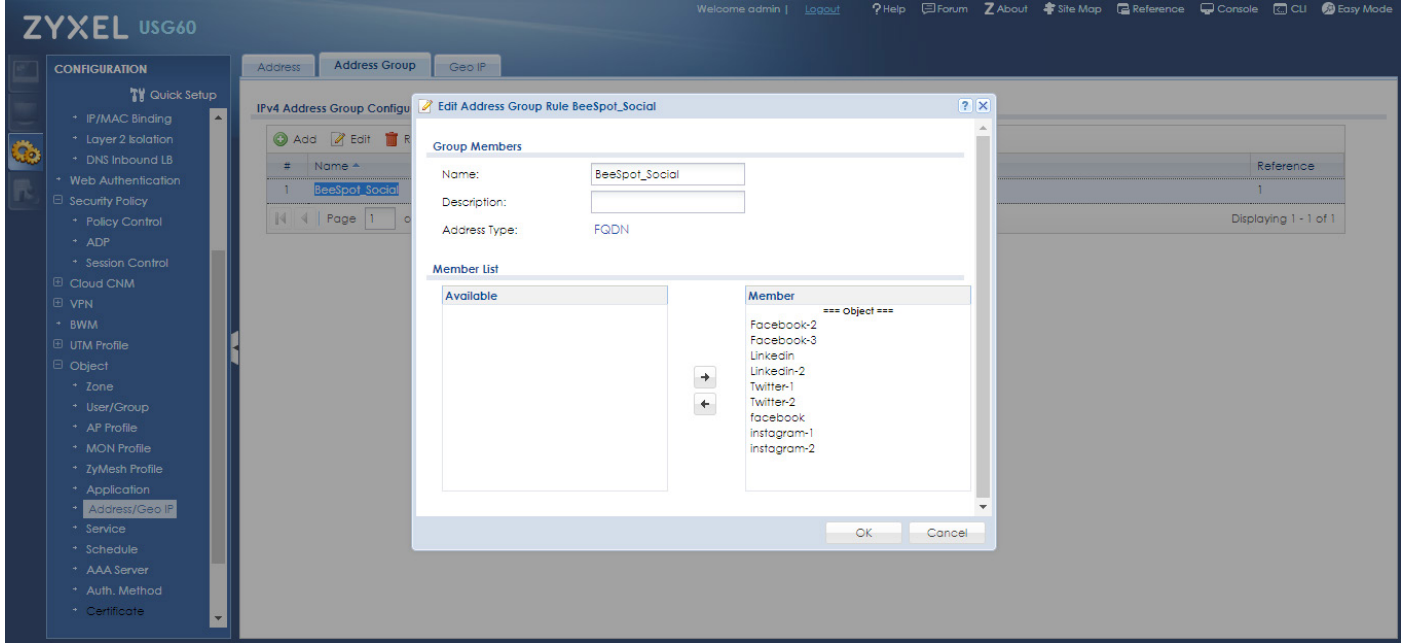 ZYXEL USG60
Welcome admin | Logout ?Help Forum Z About Site Map Reference Console CLI Easy Mode
CONFIGURATION
Quick Setup
IP/MAC Binding
Layer 2 Isolation
DNS Inbound LB
Web Authentication
Security Policy
Policy Control
ADP
Session Control
Cloud CNM
VPN
BWM
UTM Profile
Object
Zone
User/Group
AP Profile
MON Profile
ZyMesh Profile
Application
Address/Geo IP
Service
Schedule
AAA Server
Auth. Method
Certificate
Address Address Group Geo IP
IPv4 Address Group Configu
Add Edit R
# Name Reference
1 BeeSpot_Social 1
Page 1 o Displaying 1 - 1 of 1
Edit Address Group Rule BeeSpot_Social
Group Members
Name: BeeSpot_Social
Description:
Address Type: FQDN
Member List
Available
Member
=== Object ===
Facebook-2
Facebook-3
Linkedin
Linkedin-2
Twitter-1
Twitter-2
facebook
instagram-1
instagram-2
OK Cancel